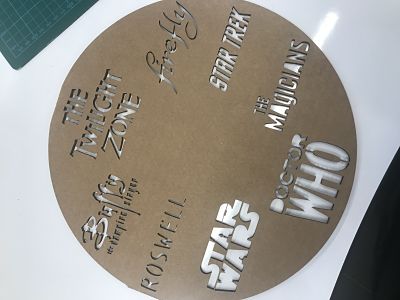 THE
TWILIGHT
ZONE
Buffy
THE vampire slayer
firefly
ROSWELL
STAR
WARS
STAR TREK
THE
MAGICIANS
DOCTOR
WHO